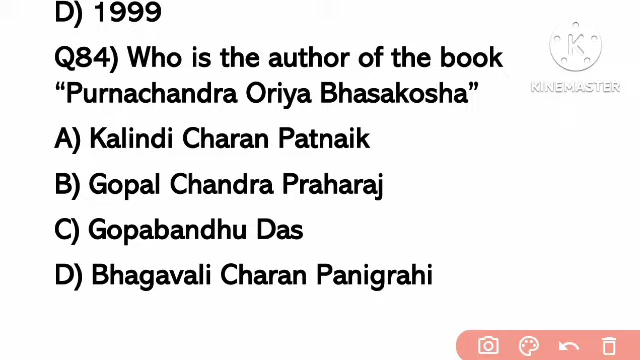 D) 1999
Q84) Who is the author of the book
“Purnachandra Oriya Bhasakosha”
A) Kalindi Charan Patnaik
B) Gopal Chandra Praharaj
C) Gopabandhu Das
D) Bhagavali Charan Panigrahi
K
KINEMASTER